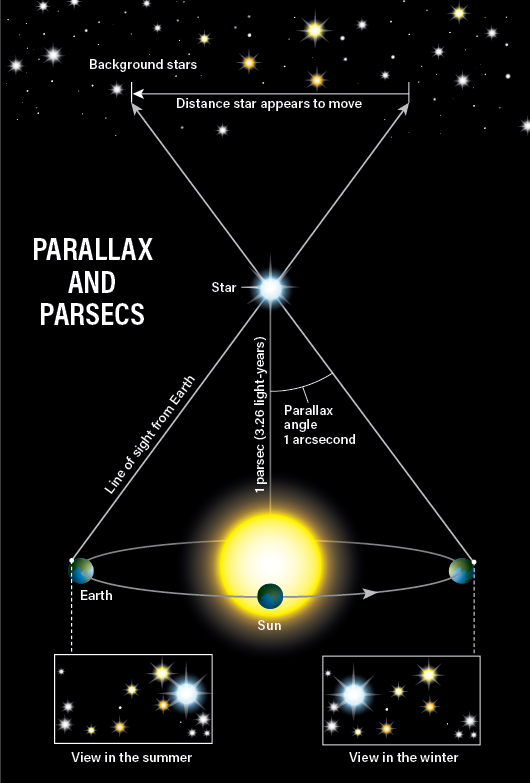 Background stars
Distance star appears to move
PARALLAX
AND
PARSECS
Star
Line of sight from Earth
1 parsec (3.26 light-years)
Parallax
angle
1 arcsecond
Earth
Sun
View in the summer
View in the winter